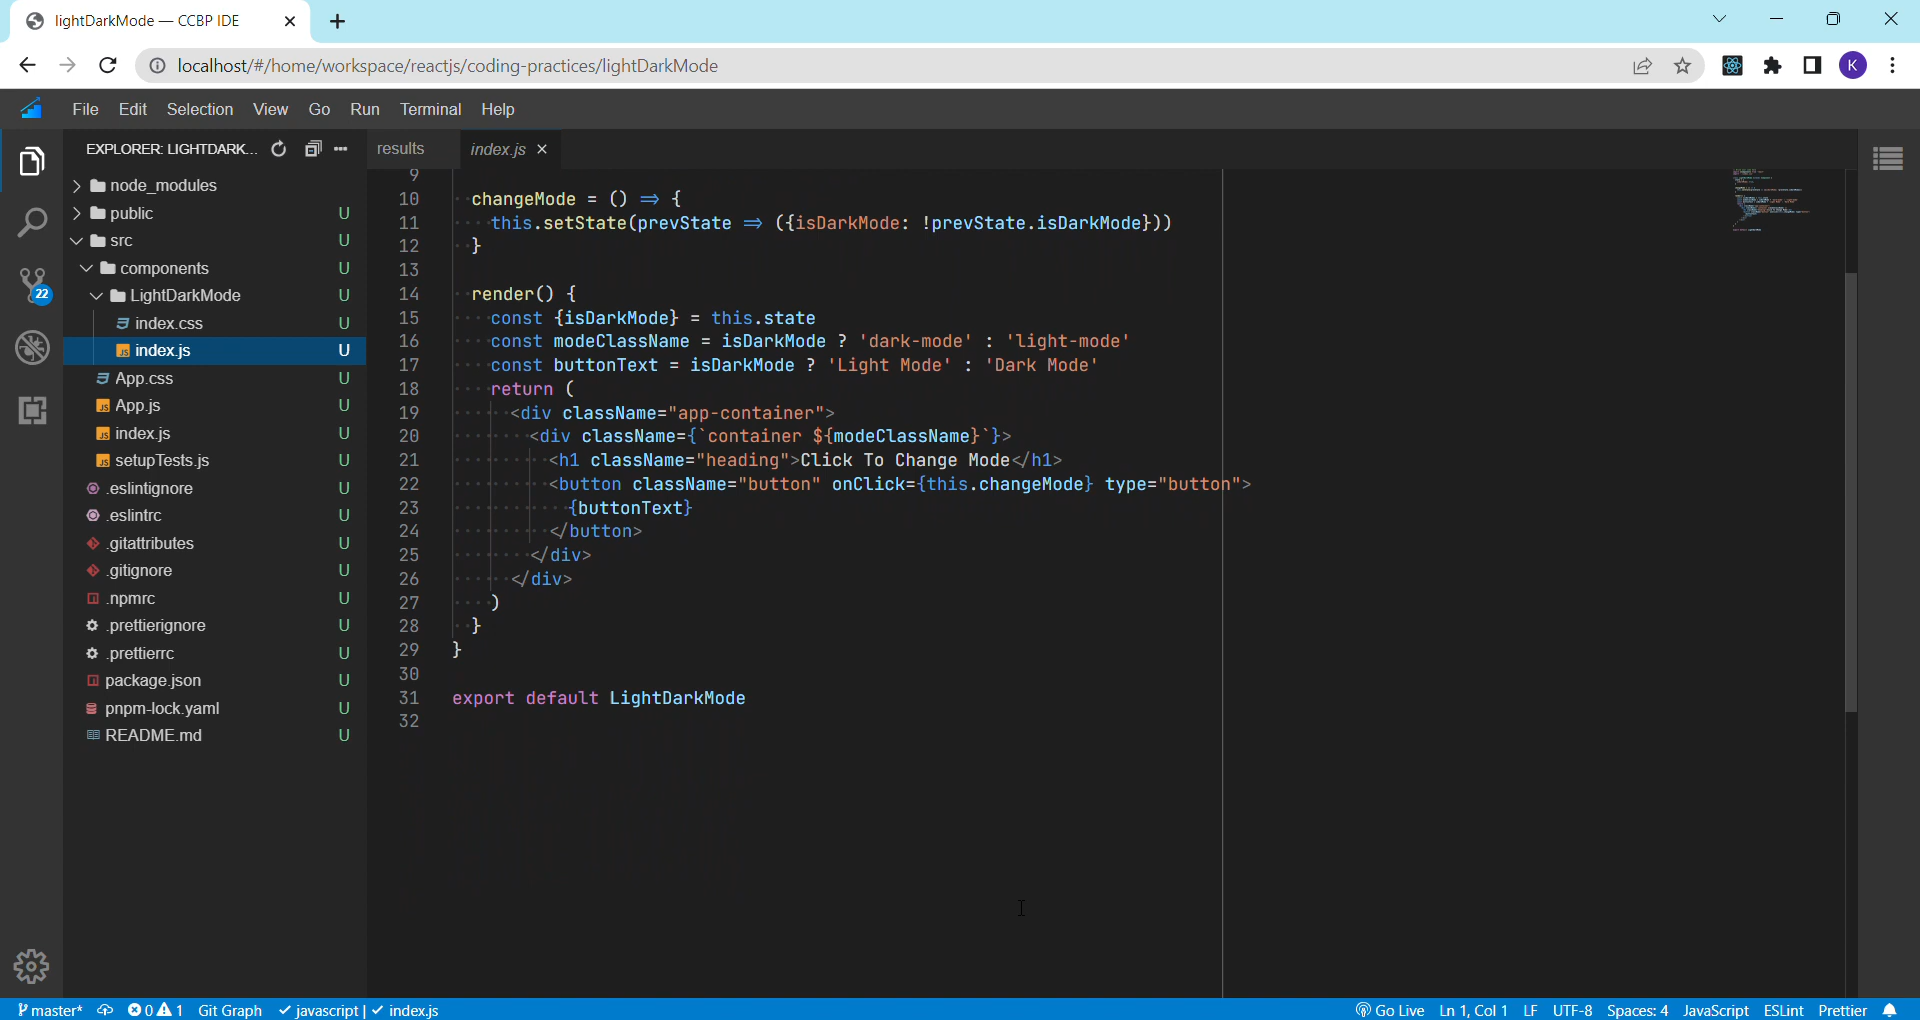 lightDarkMode — CCBP IDE
localhost/#/home/workspace/reactjs/coding-practices/lightDarkMode
K
File Edit Selection View Go Run Terminal Help
EXPLORER: LIGHTDARK...
node_modules
public U
src U
components U
LightDarkMode U
index.css U
index.js U
App.css U
App.js U
index.js U
setupTests.js U
.eslintignore U
.eslintrc U
.gitattributes U
.gitignore U
.npmrc U
.prettierignore U
.prettierrc U
package.json U
pnpm-lock.yaml U
README.md U
22
results index.js
9
10 changeMode = () => {
11 this.setState(prevState => ({isDarkMode: !prevState.isDarkMode}))
12 }
13
14 render() {
15 const {isDarkMode} = this.state
16 const modeClassName = isDarkMode ? 'dark-mode' : 'light-mode'
17 const buttonText = isDarkMode ? 'Light Mode' : 'Dark Mode'
18 return (
19 <div className="app-container">
20 <div className={`container ${modeClassName}`}>
21 <h1 className="heading">Click To Change Mode</h1>
22 <button className="button" onClick={this.changeMode} type="button">
23 {buttonText}
24 </button>
25 </div>
26 </div>
27 )
28 }
29 }
30
31 export default LightDarkMode
32
master* 0 1 Git Graph javascript | index.js Go Live Ln 1, Col 1 LF UTF-8 Spaces: 4 JavaScript ESLint Prettier